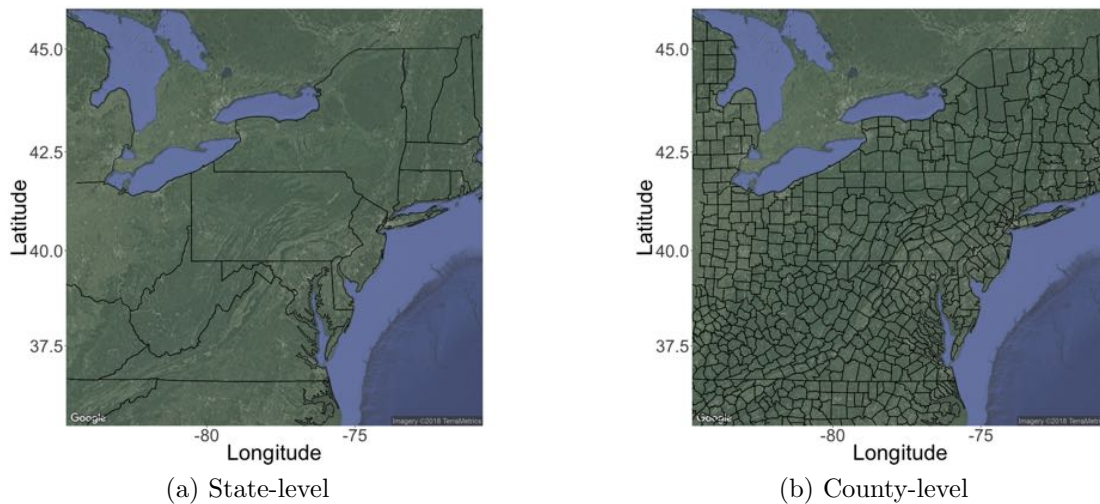 45.0
42.5
40.0
37.5
Latitude
Google
Imagery ©2018 TerraMetrics
-80
-75
Longitude
(a) State-level
45.0
42.5
40.0
37.5
Latitude
Google
Imagery ©2018 TerraMetrics
-80
-75
Longitude
(b) County-level